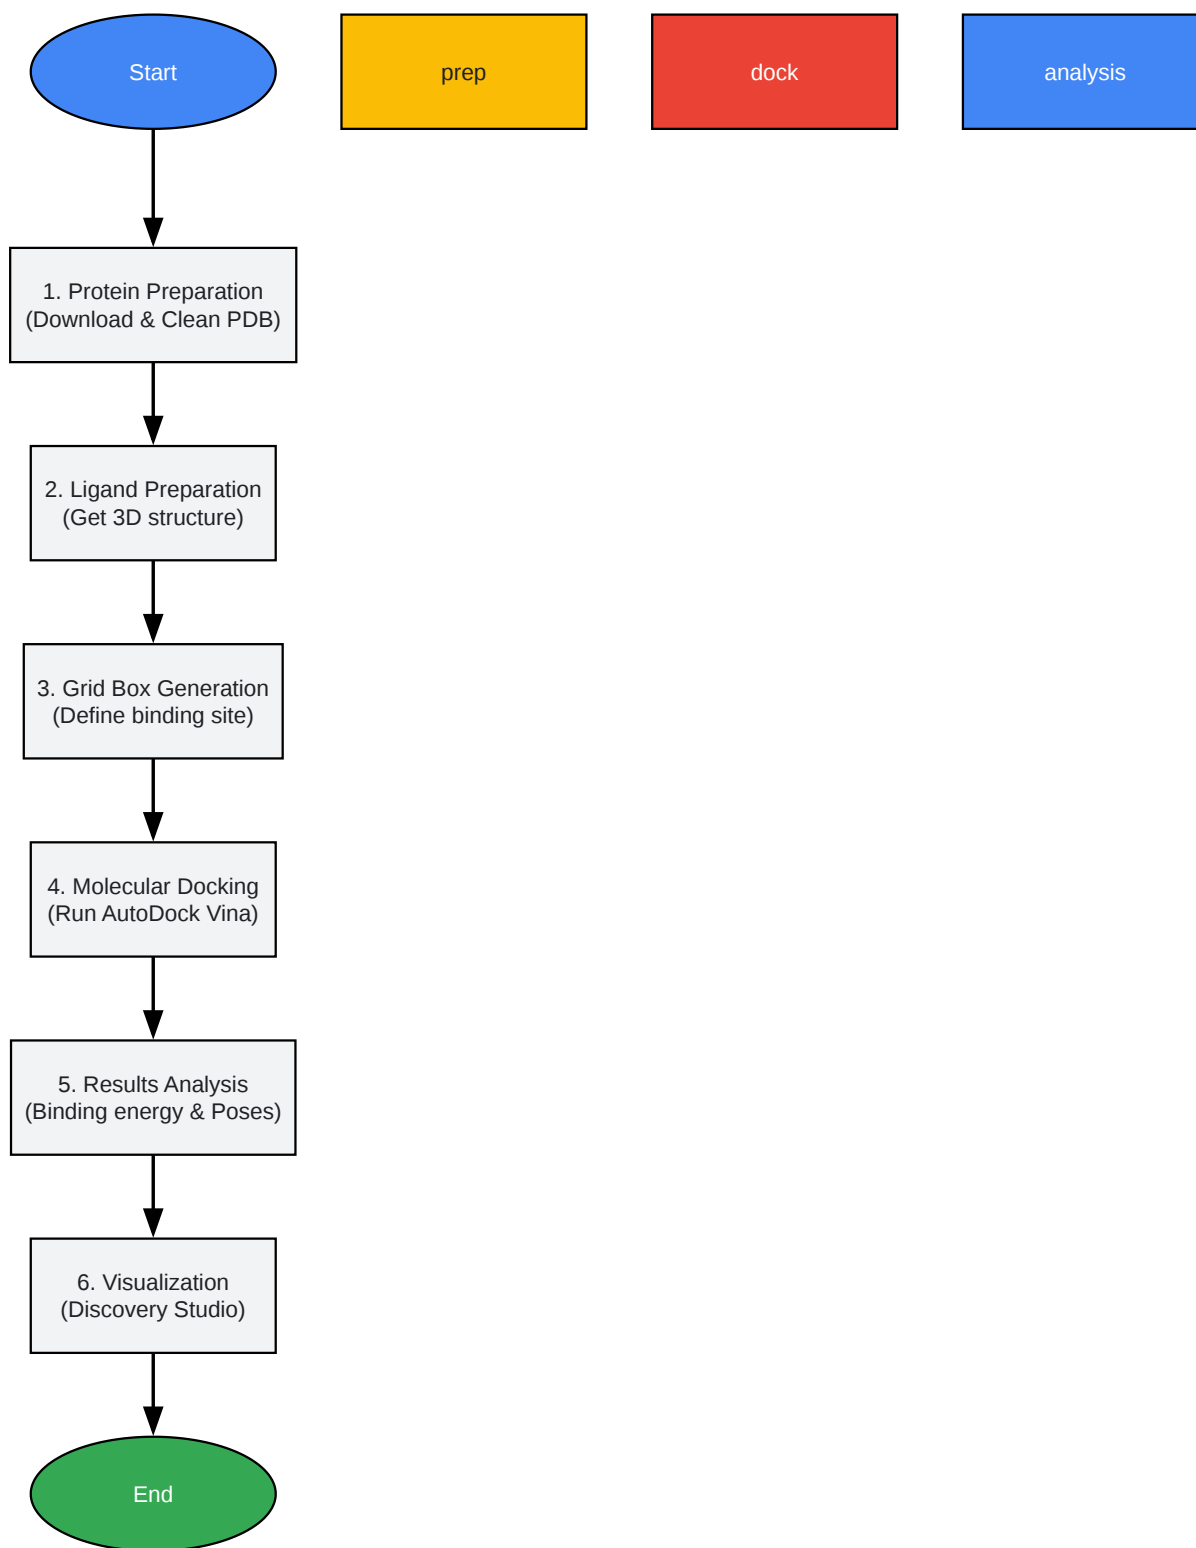 Start
prep
dock
analysis
1. Protein Preparation
(Download & Clean PDB)
2. Ligand Preparation
(Get 3D structure)
3. Grid Box Generation
(Define binding site)
4. Molecular Docking
(Run AutoDock Vina)
5. Results Analysis
(Binding energy & Poses)
6. Visualization
(Discovery Studio)
End